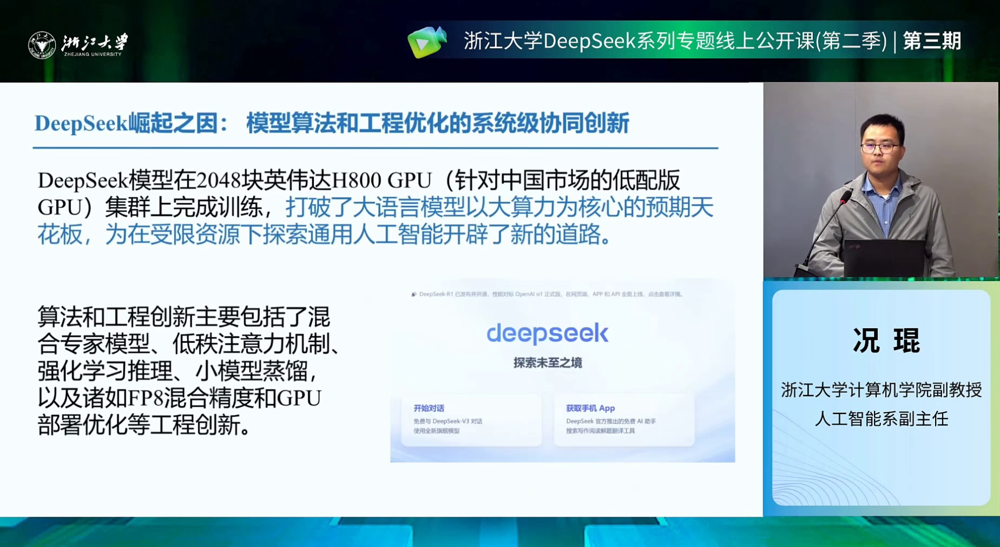 浙江大学
ZHEJIANG UNIVERSITY
浙江大学DeepSeek系列专题线上公开课(第二季) | 第三期
DeepSeek崛起之因： 模型算法和工程优化的系统级协同创新
DeepSeek模型在2048块英伟达H800 GPU（针对中国市场的低配版
GPU）集群上完成训练，打破了大语言模型以大算力为核心的预期天
花板，为在受限资源下探索通用人工智能开辟了新的道路。
算法和工程创新主要包括了混
合专家模型、低秩注意力机制、
强化学习推理、小模型蒸馏，
以及诸如FP8混合精度和GPU
部署优化等工程创新。
DeepSeek-R1 已发布并开源，性能对标 OpenAI o1 正式版，在网页端、APP 和 API 全面上线，点击查看详情。
deepseek
探索未至之境
开始对话
免费与 DeepSeek-V3 对话
使用全新旗舰模型
获取手机 App
DeepSeek 官方推出的免费 AI 助手
搜索写作阅读解题翻译工具
况 琨
浙江大学计算机学院副教授
人工智能系副主任